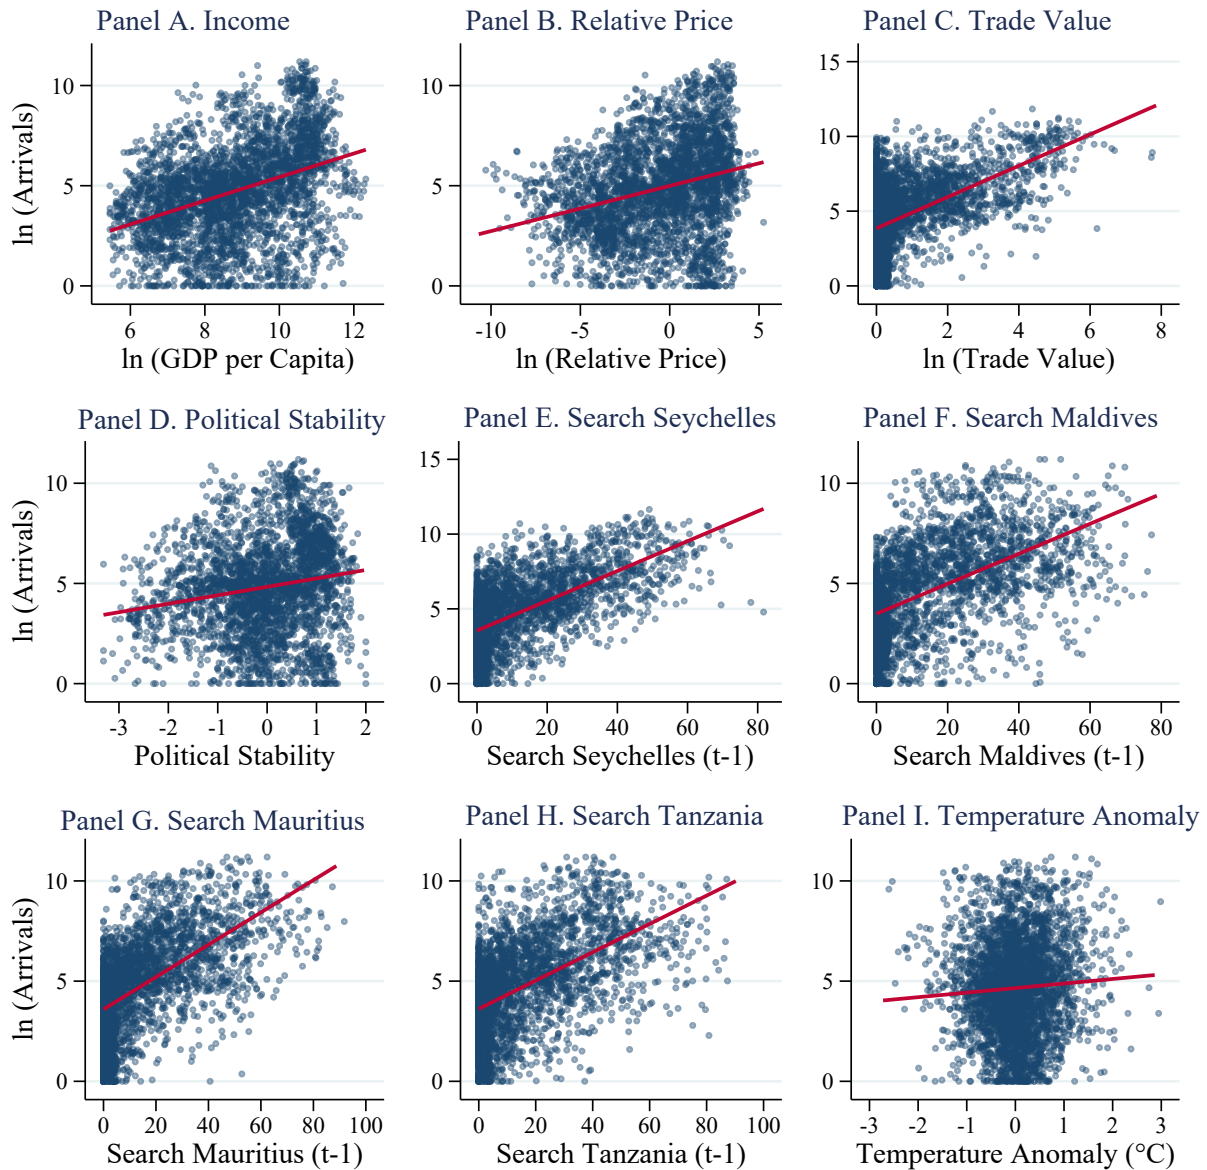 Panel A. Income
Panel B. Relative Price
Panel C. Trade Value
ln (Arrivals)
10
5
0
6 8 10 12
ln (GDP per Capita)
10
5
0
-10 -5 0 5
ln (Relative Price)
15
10
5
0
0 2 4 6 8
ln (Trade Value)
Panel D. Political Stability
Panel E. Search Seychelles
Panel F. Search Maldives
ln (Arrivals)
10
5
0
-3 -2 -1 0 1 2
Political Stability
15
10
5
0
0 20 40 60 80
Search Seychelles (t-1)
10
5
0
0 20 40 60 80
Search Maldives (t-1)
Panel G. Search Mauritius
Panel H. Search Tanzania
Panel I. Temperature Anomaly
ln (Arrivals)
10
5
0
0 20 40 60 80 100
Search Mauritius (t-1)
10
5
0
0 20 40 60 80 100
Search Tanzania (t-1)
10
5
0
-3 -2 -1 0 1 2 3
Temperature Anomaly (°C)